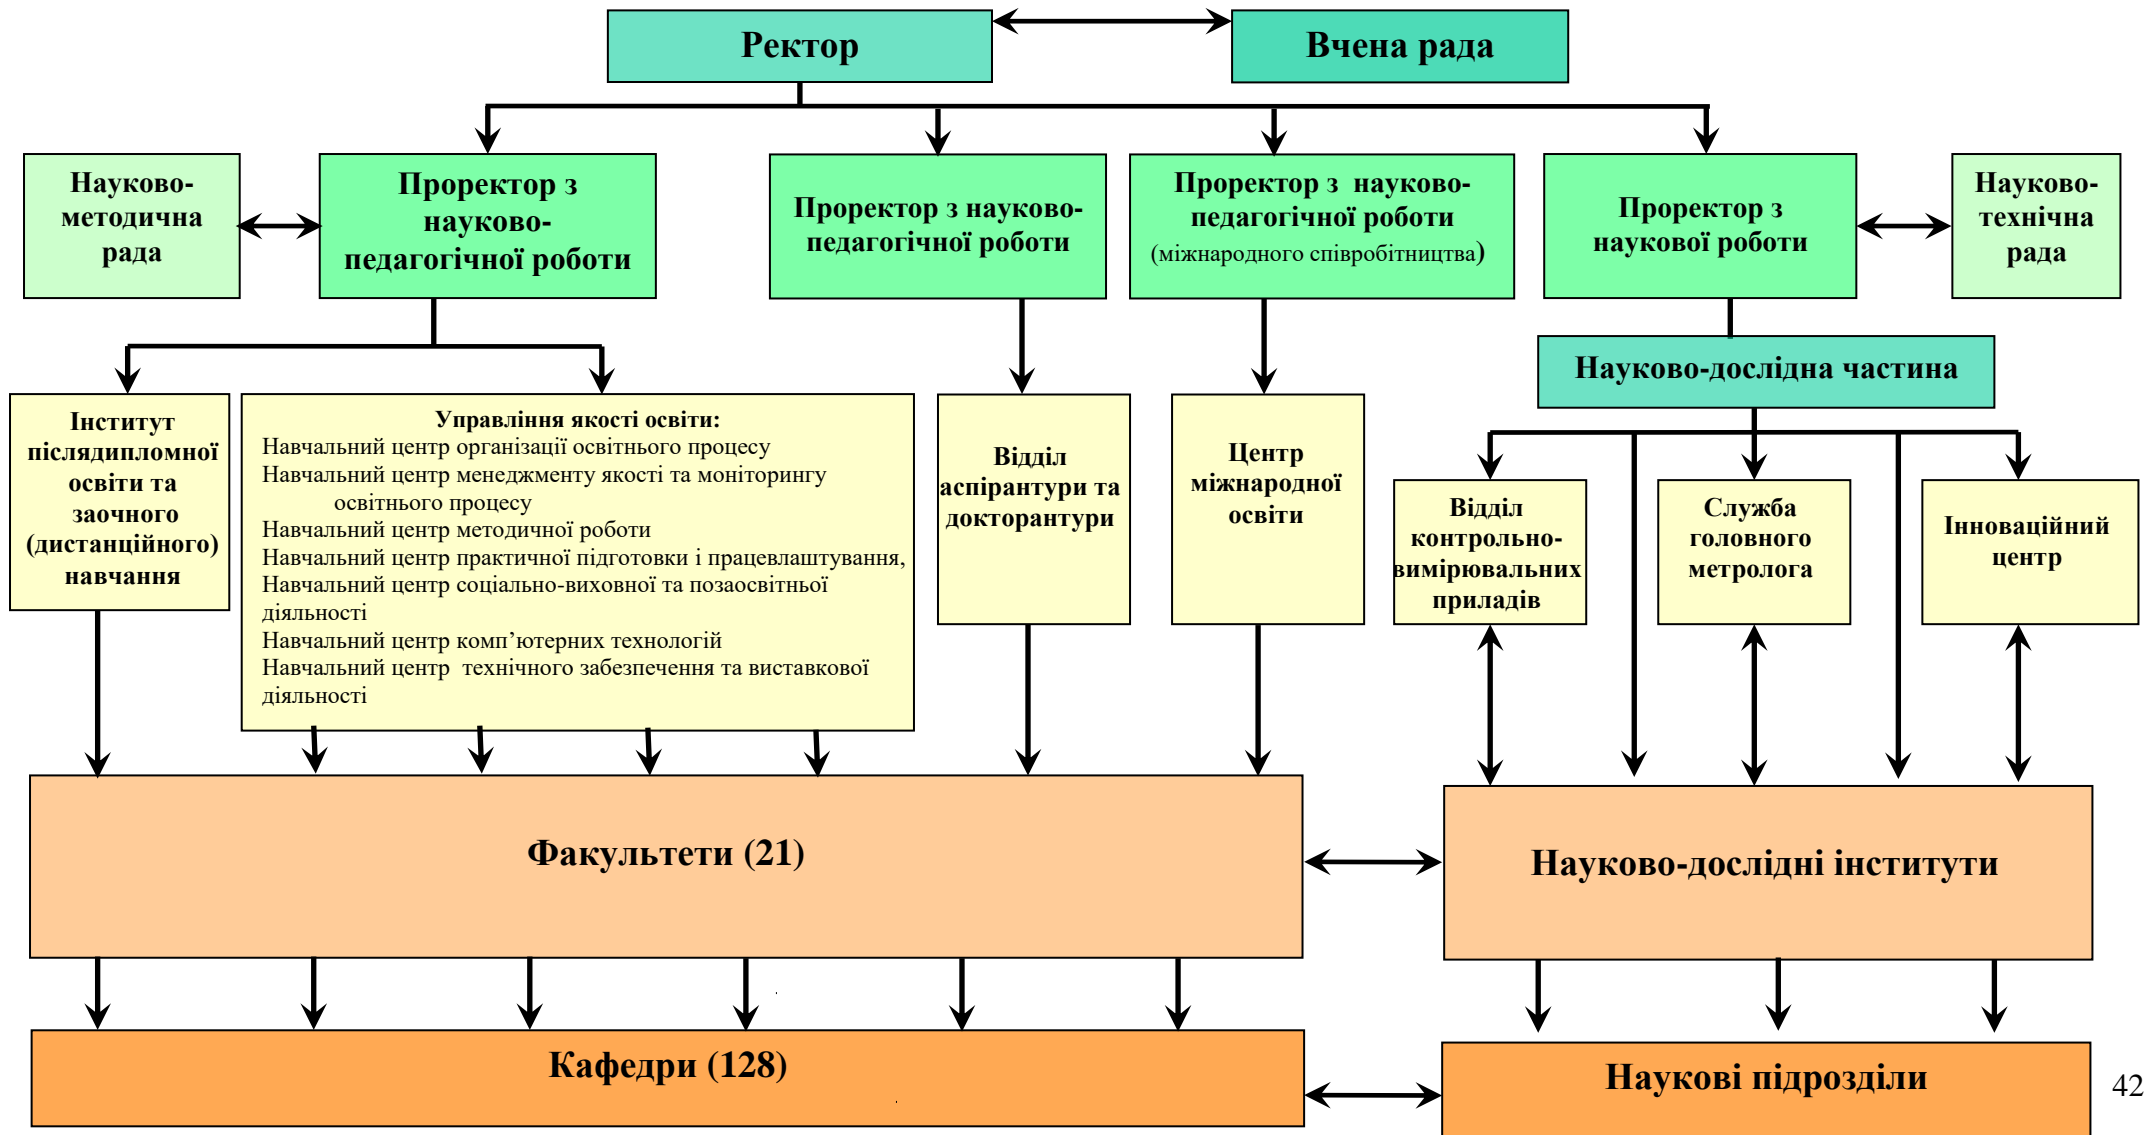 Ректор
Вчена рада
Науково-
методична
рада
Проректор з
науково-
педагогічної роботи
Проректор з науково-
педагогічної роботи
Проректор з науково-
педагогічної роботи
(міжнародного співробітництва)
Проректор з
наукової роботи
Науково-
технічна
рада
Науково-дослідна частина
Інститут
післядипломної
освіти та
заочного
(дистанційного)
навчання
Управління якості освіти:
Навчальний центр організації освітнього процесу
Навчальний центр менеджменту якості та моніторингу
освітнього процесу
Навчальний центр методичної роботи
Навчальний центр практичної підготовки і працевлаштування,
Навчальний центр соціально-виховної та позаосвітньої
діяльності
Навчальний центр комп’ютерних технологій
Навчальний центр технічного забезпечення та виставкової
діяльності
Відділ
аспірантури та
докторантури
Центр
міжнародної
освіти
Відділ
контрольно-
вимірювальних
приладів
Служба
головного
метролога
Інноваційний
центр
Факультети (21)
Науково-дослідні інститути
Кафедри (128)
Наукові підрозділи
42